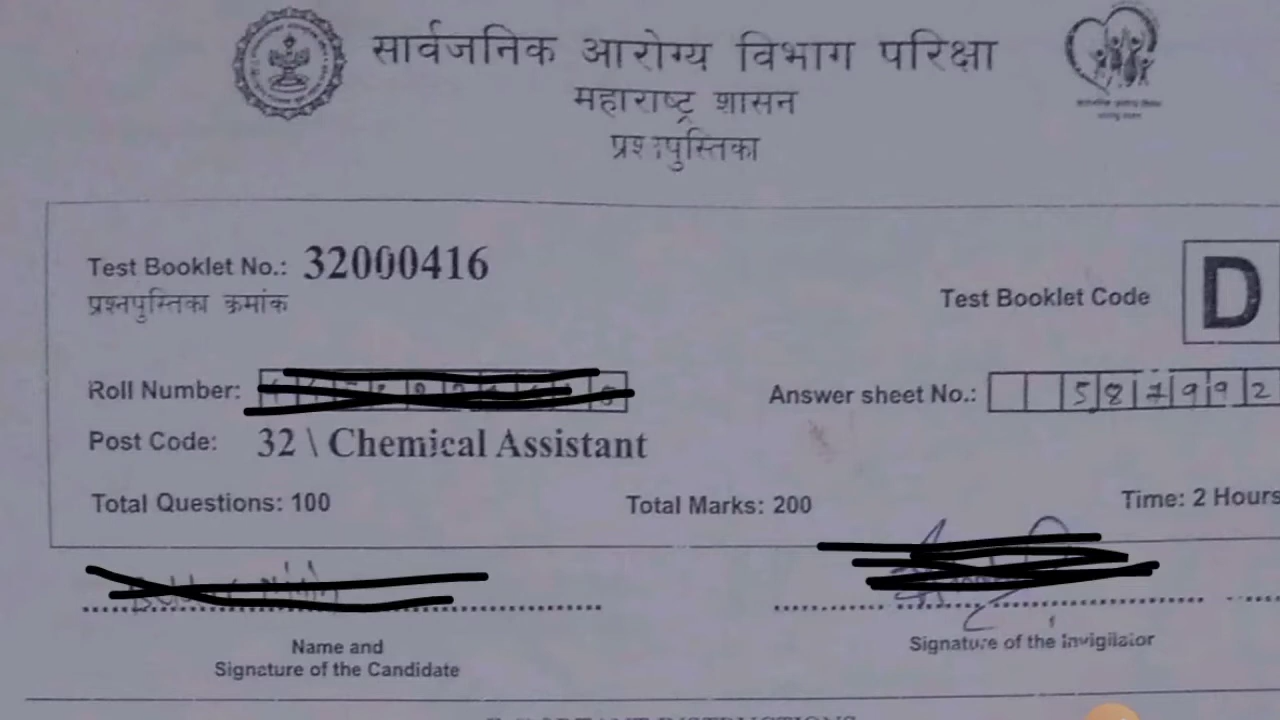 सार्वजनिक आरोग्य विभाग परिक्षा
महाराष्ट्र शासन
प्रश्नपुस्तिका
Test Booklet No.: 32000416
प्रश्नपुस्तिका क्रमांक
Test Booklet Code D
Roll Number:
Answer sheet No.: 587992
Post Code: 32 \ Chemical Assistant
Total Questions: 100 Total Marks: 200 Time: 2 Hours
Name and
Signature of the Candidate
Signature of the Invigilator